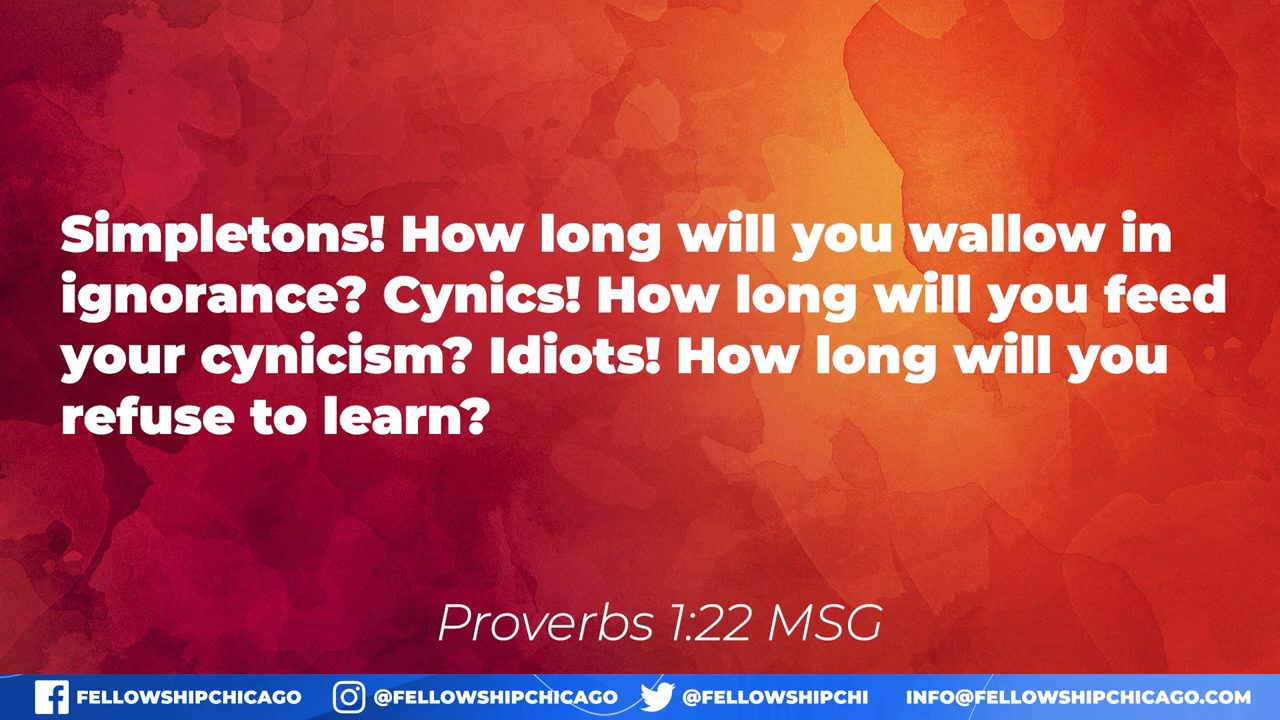 Simpletons! How long will you wallow in
ignorance? Cynics! How long will you feed
your cynicism? Idiots! How long will you
refuse to learn?
Proverbs 1:22 MSG
FELLOWSHIPCHICAGO @FELLOWSHIPCHICAGO @FELLOWSHIPCHI INFO@FELLOWSHIPCHICAGO.COM